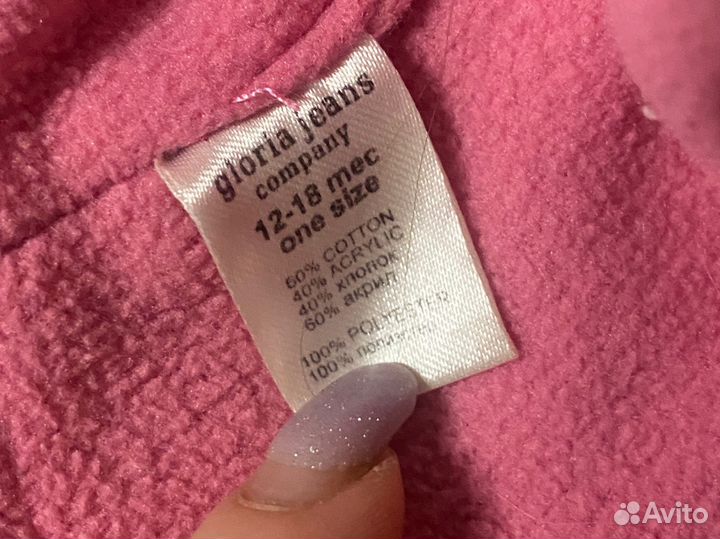 gloria jeans
company
12-18 мес
one size
60% COTTON
40% ACRYLIC
40% хлопок
60% акрил
100% POLYESTER
100% полиэстер
Avito